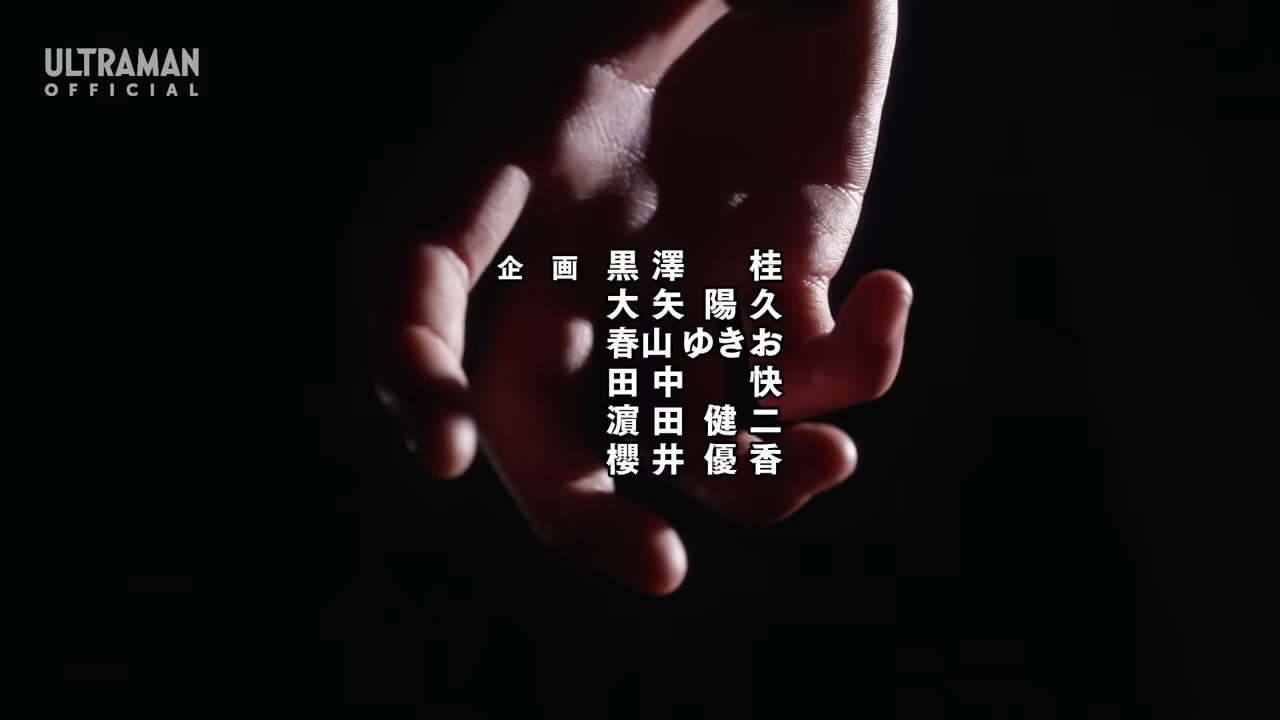 ULTRAMAN
OFFICIAL
企画 黒澤桂
大矢陽久
春山ゆきお
田中快
濵田健二
櫻井優香